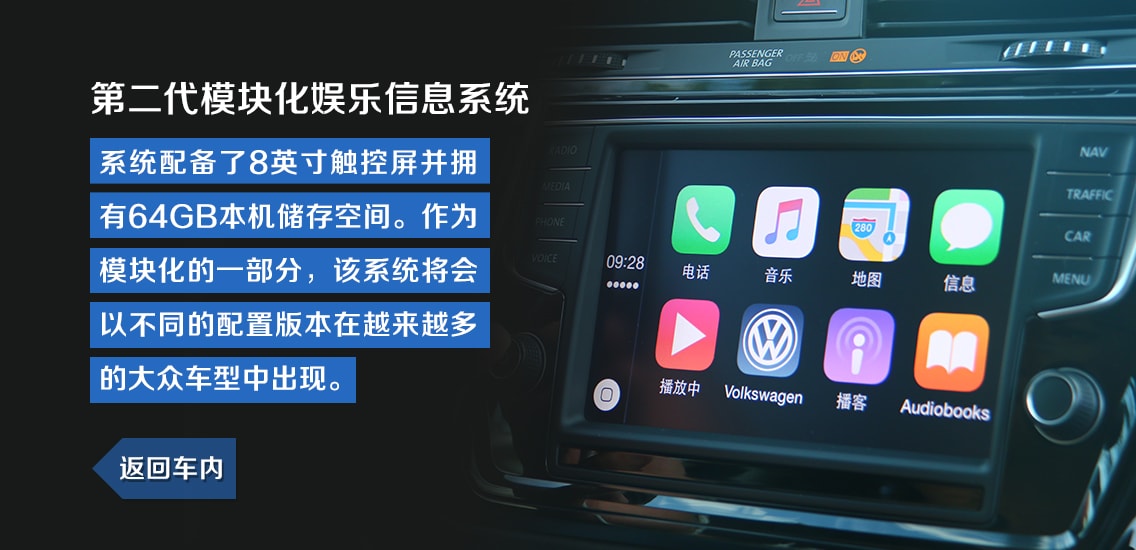 第二代模块化娱乐信息系统
系统配备了8英寸触控屏并拥
有64GB本机储存空间。作为
模块化的一部分，该系统将会
以不同的配置版本在越来越多
的大众车型中出现。
返回车内
PASSENGER
AIR BAG
OFF
ON
RADIO
MEDIA
PHONE
VOICE
NAV
TRAFFIC
CAR
MENU
09:28
280
电话
音乐
地图
信息
播放中
Volkswagen
播客
Audiobooks